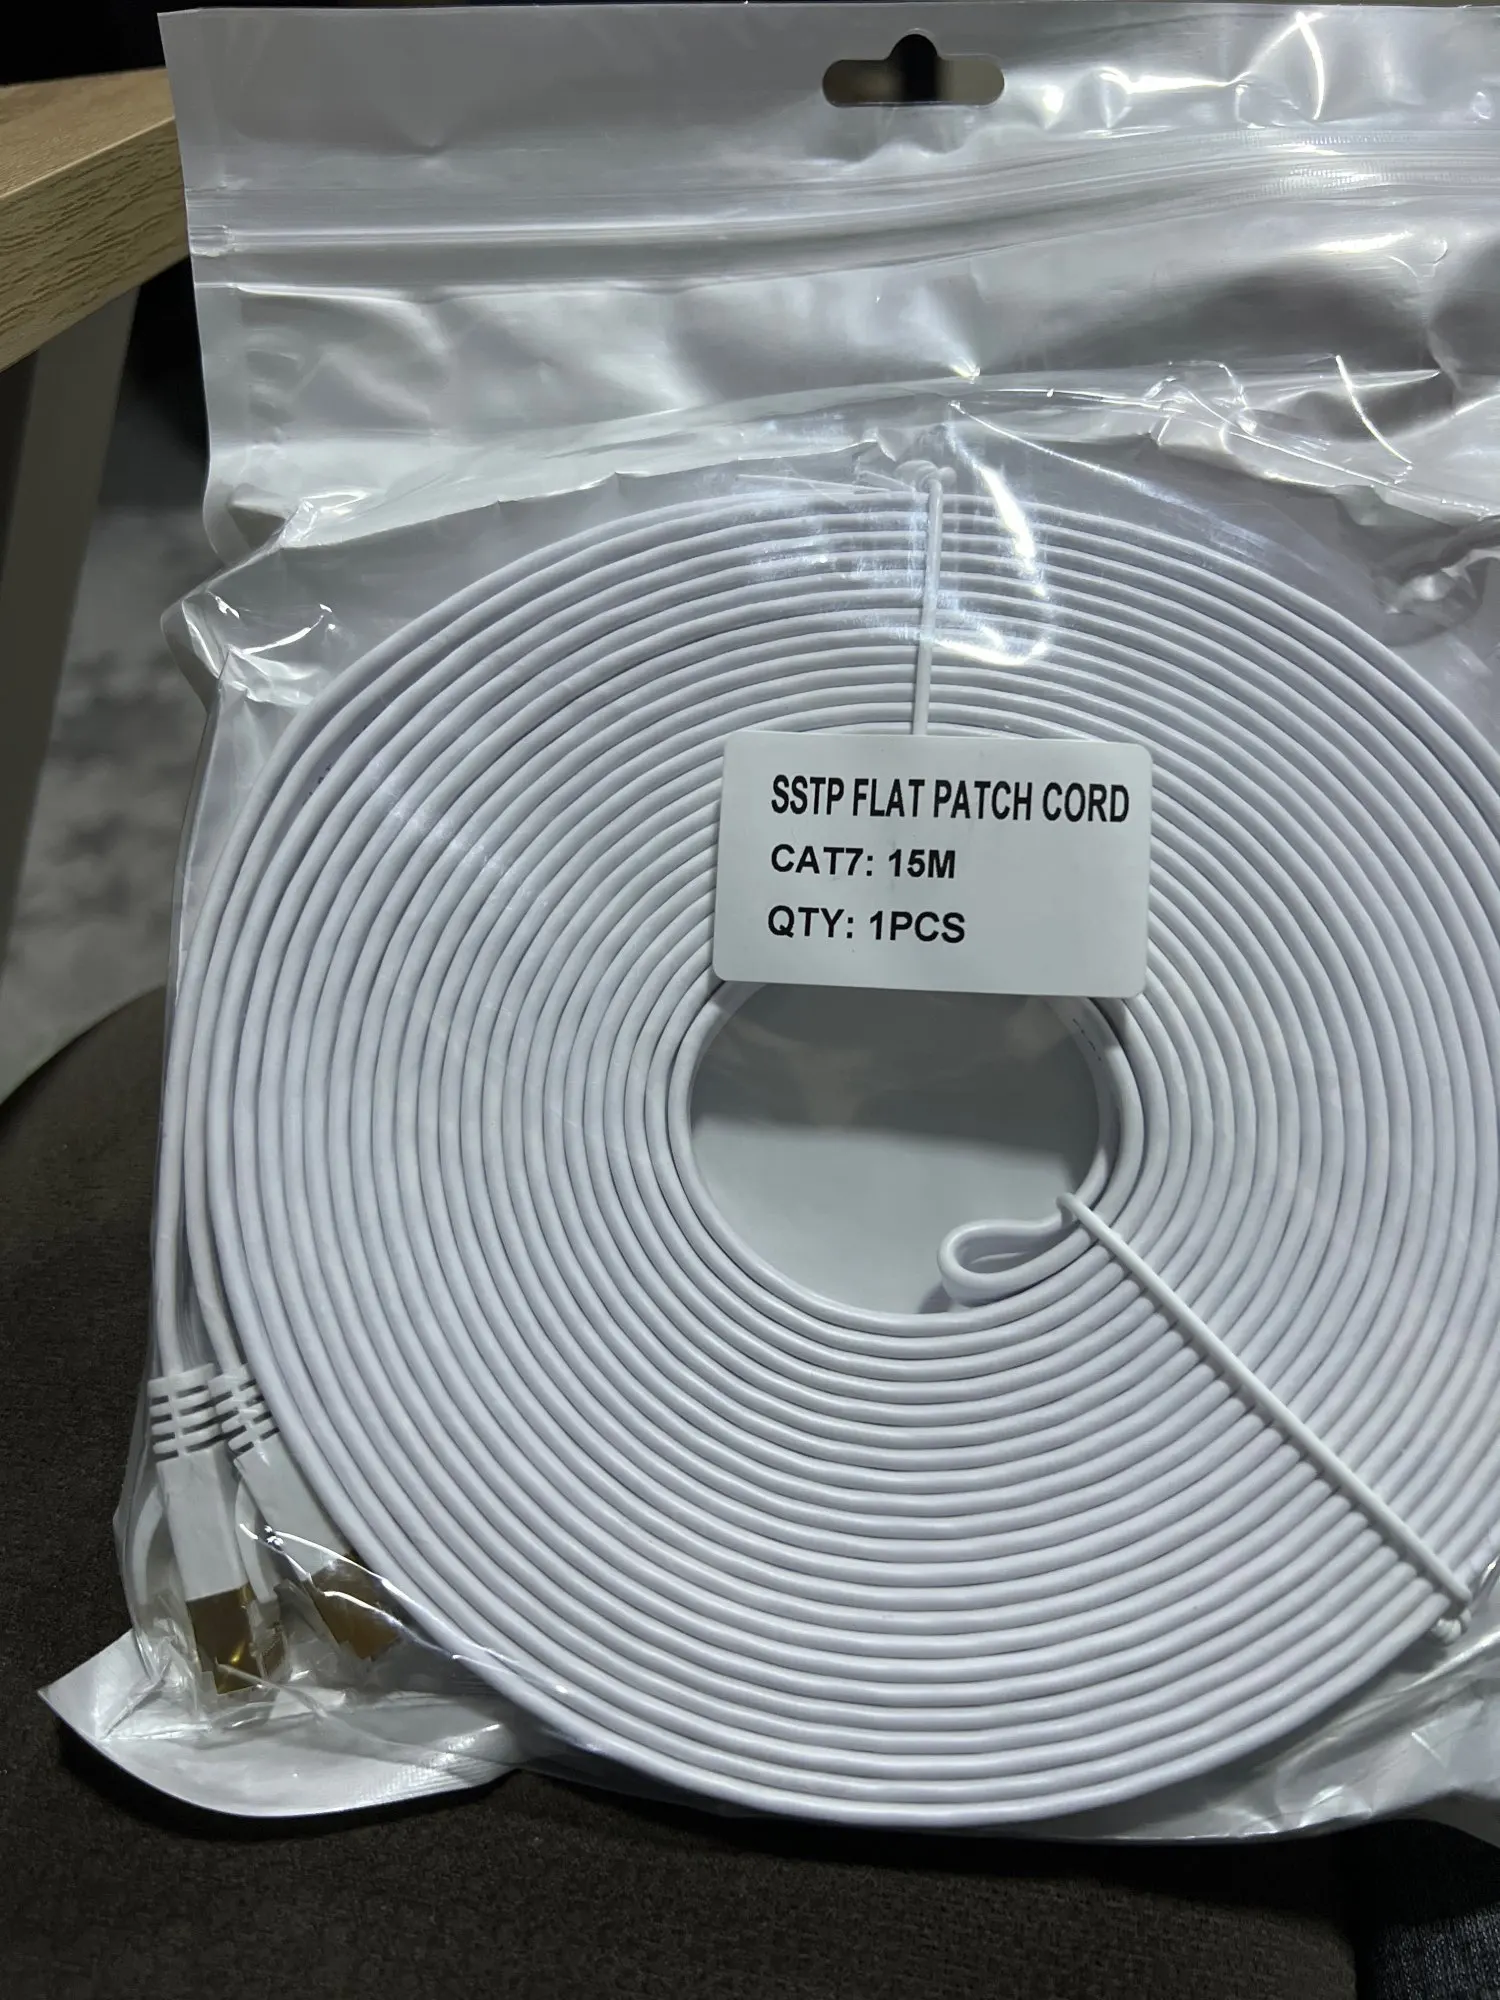 SSTP FLAT PATCH CORD
CAT7: 15M
QTY: 1PCS